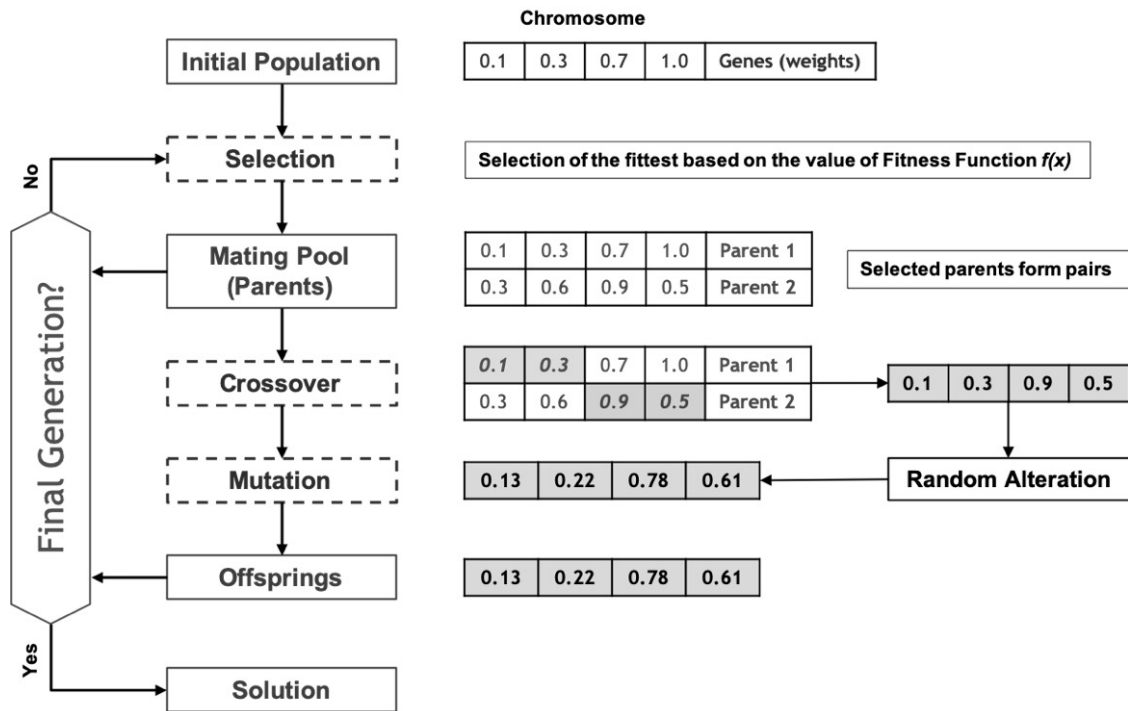 Chromosome
Initial Population
0.1 0.3 0.7 1.0 Genes (weights)
Selection
Selection of the fittest based on the value of Fitness Function f(x)
No
Mating Pool
(Parents)
0.1 0.3 0.7 1.0 Parent 1
0.3 0.6 0.9 0.5 Parent 2
Selected parents form pairs
Final Generation?
Crossover
0.1 0.3 0.7 1.0 Parent 1
0.3 0.6 0.9 0.5 Parent 2
0.1 0.3 0.9 0.5
Mutation
0.13 0.22 0.78 0.61
Random Alteration
Offsprings
0.13 0.22 0.78 0.61
Yes
Solution